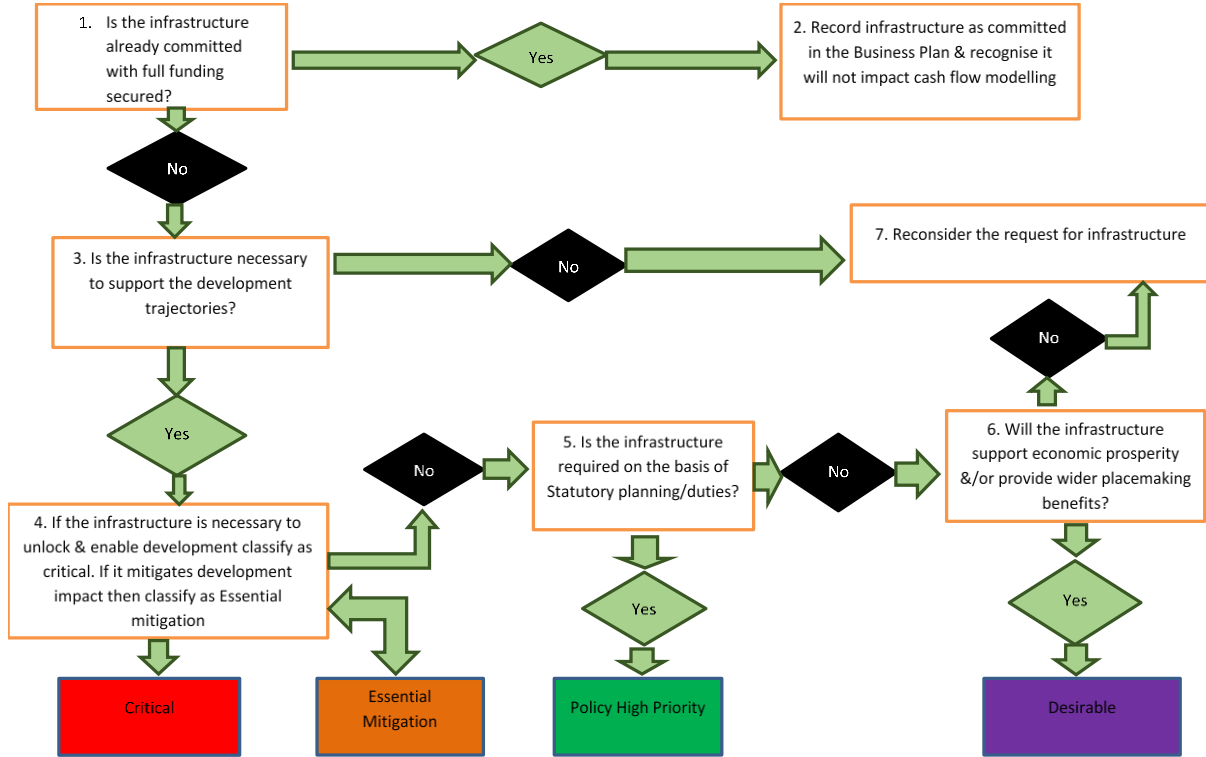 1. Is the infrastructure
already committed
with full funding
secured?
Yes
2. Record infrastructure as committed
in the Business Plan & recognise it
will not impact cash flow modelling
No
3. Is the infrastructure necessary
to support the development
trajectories?
No
7. Reconsider the request for infrastructure
No
Yes
No
5. Is the infrastructure
required on the basis of
Statutory planning/duties?
No
6. Will the infrastructure
support economic prosperity
&/or provide wider placemaking
benefits?
4. If the infrastructure is necessary to
unlock & enable development classify as
critical. If it mitigates development
impact then classify as Essential
mitigation
Yes
Yes
Critical
Essential
Mitigation
Policy High Priority
Desirable